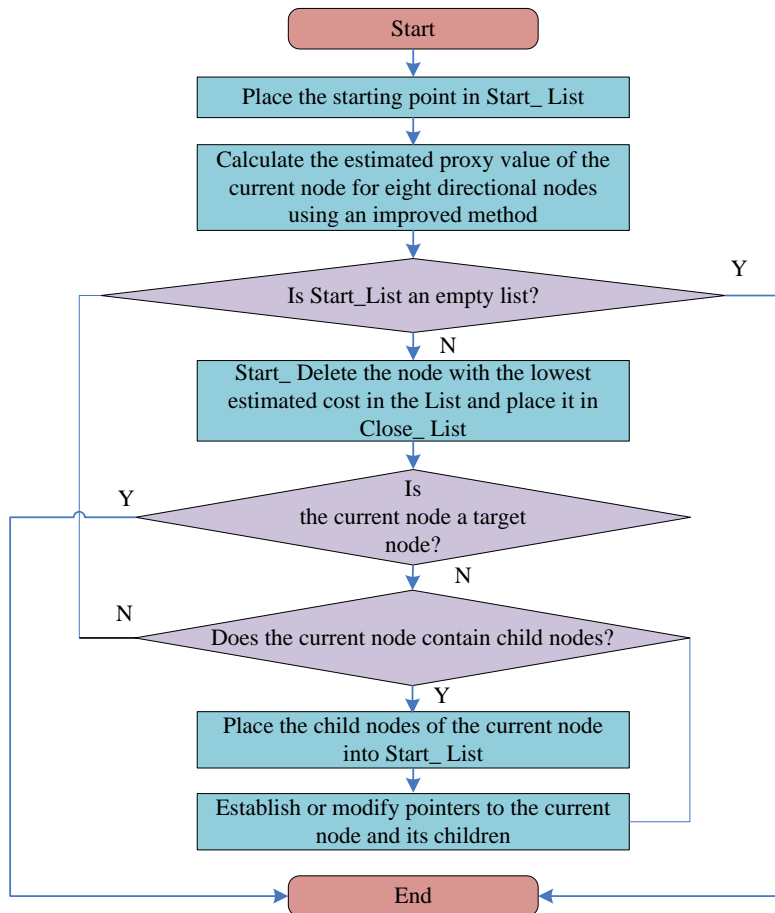 Start
Place the starting point in Start_ List
Calculate the estimated proxy value of the
current node for eight directional nodes
using an improved method
Y
Is Start_List an empty list?
N
Start_ Delete the node with the lowest
estimated cost in the List and place it in
Close_ List
Y
Is
the current node a target
node?
N
N
Does the current node contain child nodes?
Y
Place the child nodes of the current node
into Start_ List
Establish or modify pointers to the current
node and its children
End